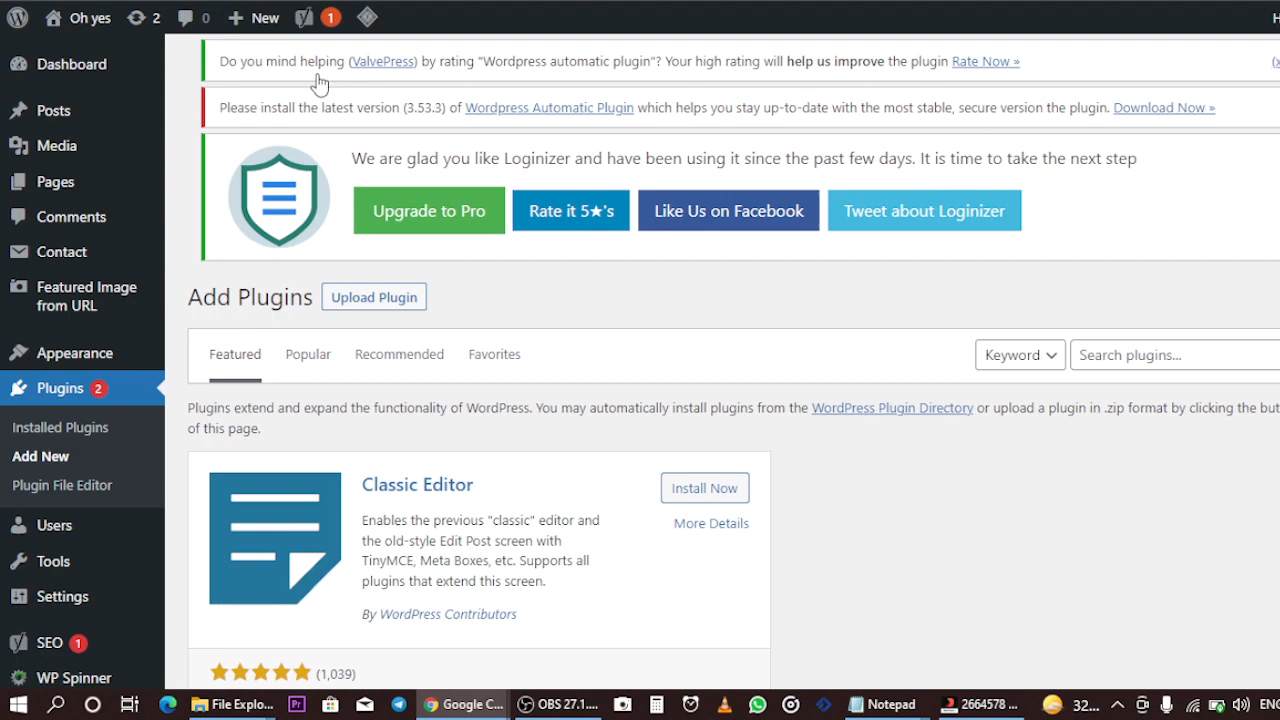 Oh yes 2 0 New 1 H
Dashboard
Posts
Media
Pages
Comments
Contact
Featured Image
from URL
Appearance
Plugins 2
Installed Plugins
Add New
Plugin File Editor
Users
Tools
Settings
SEO 1
WP Spinner
Do you mind helping (ValvePress) by rating "Wordpress automatic plugin"? Your high rating will help us improve the plugin Rate Now » (x
Please install the latest version (3.53.3) of Wordpress Automatic Plugin which helps you stay up-to-date with the most stable, secure version the plugin. Download Now »
We are glad you like Loginizer and have been using it since the past few days. It is time to take the next step
Upgrade to Pro Rate it 5★'s Like Us on Facebook Tweet about Loginizer
Add Plugins Upload Plugin
Featured Popular Recommended Favorites Keyword Search plugins...
Plugins extend and expand the functionality of WordPress. You may automatically install plugins from the WordPress Plugin Directory or upload a plugin in .zip format by clicking the but
of this page.
Classic Editor
Install Now
More Details
Enables the previous "classic" editor and
the old-style Edit Post screen with
TinyMCE, Meta Boxes, etc. Supports all
plugins that extend this screen.
By WordPress Contributors
(1,039)
File Explo... Pr Google C... OBS 27.1.... Notepad 2664578 ... 32... ENG